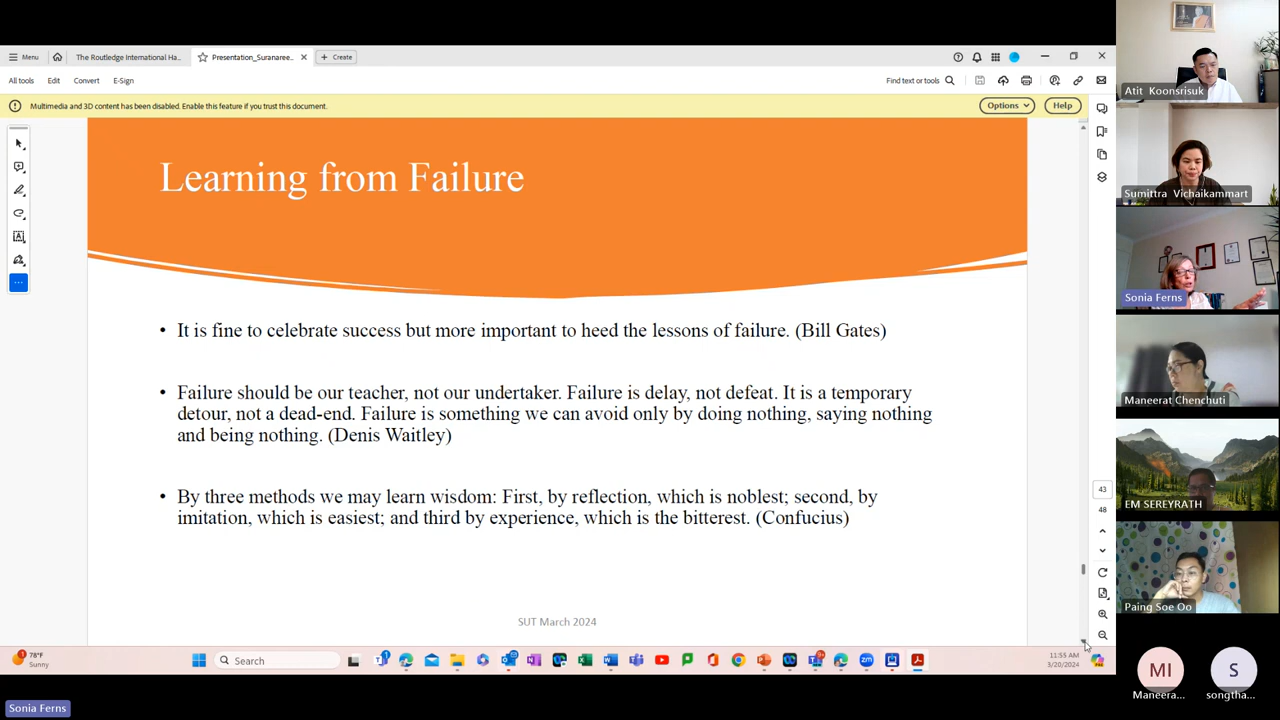 Menu
The Routledge International Ha...
Presentation_Suranaree...
Create
All tools
Edit
Convert
E-Sign
Find text or tools
Multimedia and 3D content has been disabled. Enable this feature if you trust this document.
Options
Help
Learning from Failure
• It is fine to celebrate success but more important to heed the lessons of failure. (Bill Gates)
• Failure should be our teacher, not our undertaker. Failure is delay, not defeat. It is a temporary
detour, not a dead-end. Failure is something we can avoid only by doing nothing, saying nothing
and being nothing. (Denis Waitley)
• By three methods we may learn wisdom: First, by reflection, which is noblest; second, by
imitation, which is easiest; and third by experience, which is the bitterest. (Confucius)
SUT March 2024
43
48
78°F
Sunny
Search
11:55 AM
3/20/2024
Sonia Ferns
Atit Koonsrisuk
Sumittra Vichaikammart
Sonia Ferns
Maneerat Chenchuti
EM SEREYRATH
Paing Soe Oo
MI
Maneera...
S
songtha...